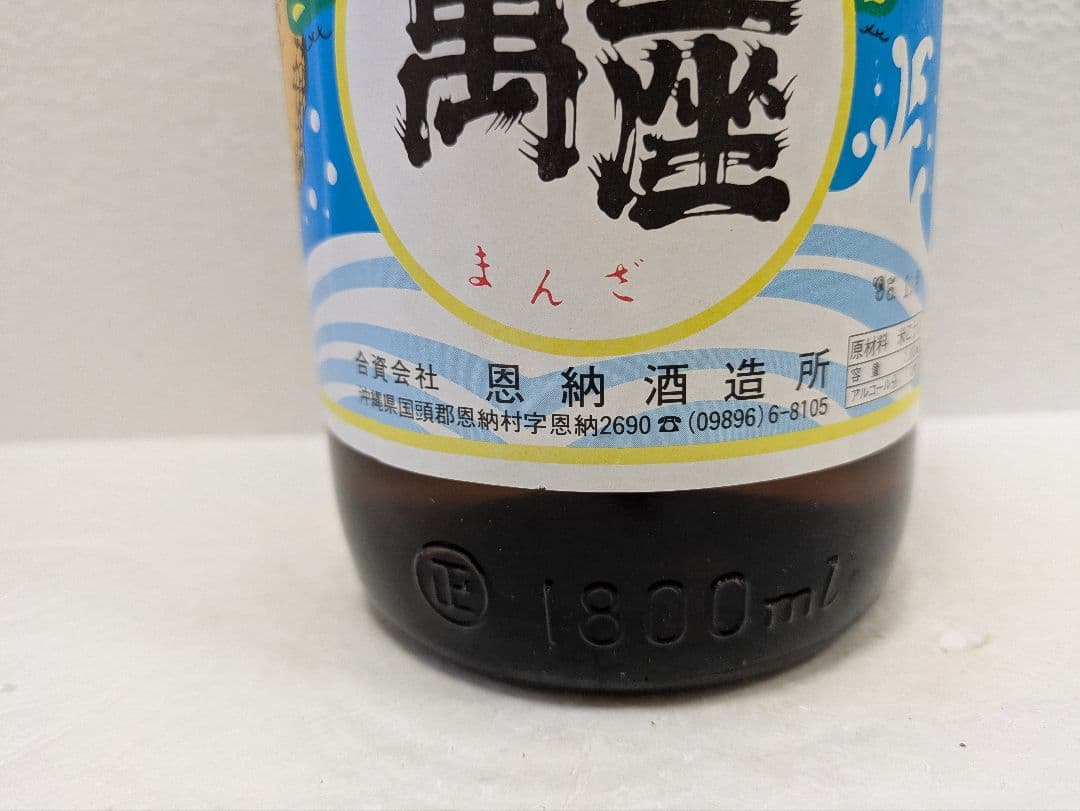 萬座
まんざ
合資会社 恩納酒造所
沖縄県国頭郡恩納村字恩納2690 ☎(09896)6-8105
原材料
容量
アルコール分
正 1800ml